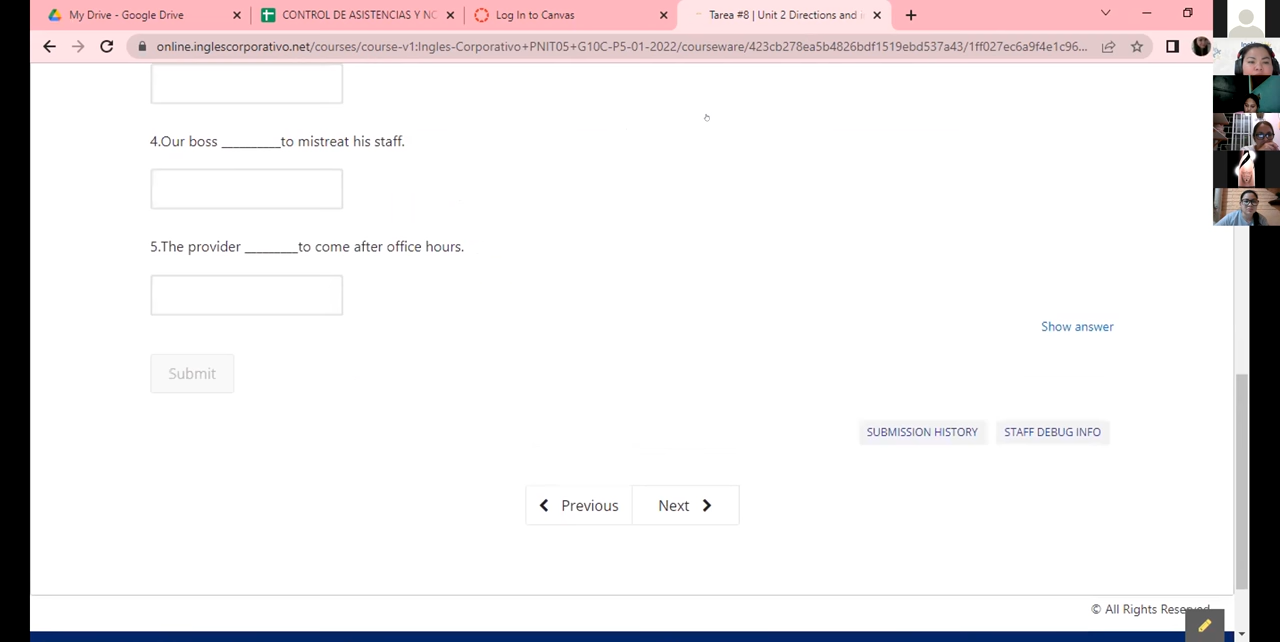 My Drive - Google Drive
CONTROL DE ASISTENCIAS Y NO
Log In to Canvas
Tarea #8 | Unit 2 Directions and i
online.inglescorporativo.net/courses/course-v1:Ingles-Corporativo+PNIT05+G10C-P5-01-2022/courseware/423cb278ea5b4826bdf1519ebd537a43/1ff027ec6a9f4e1c96...
4.Our boss __________to mistreat his staff.
5.The provider _________to come after office hours.
Show answer
Submit
SUBMISSION HISTORY
STAFF DEBUG INFO
Previous
Next
© All Rights Reserved